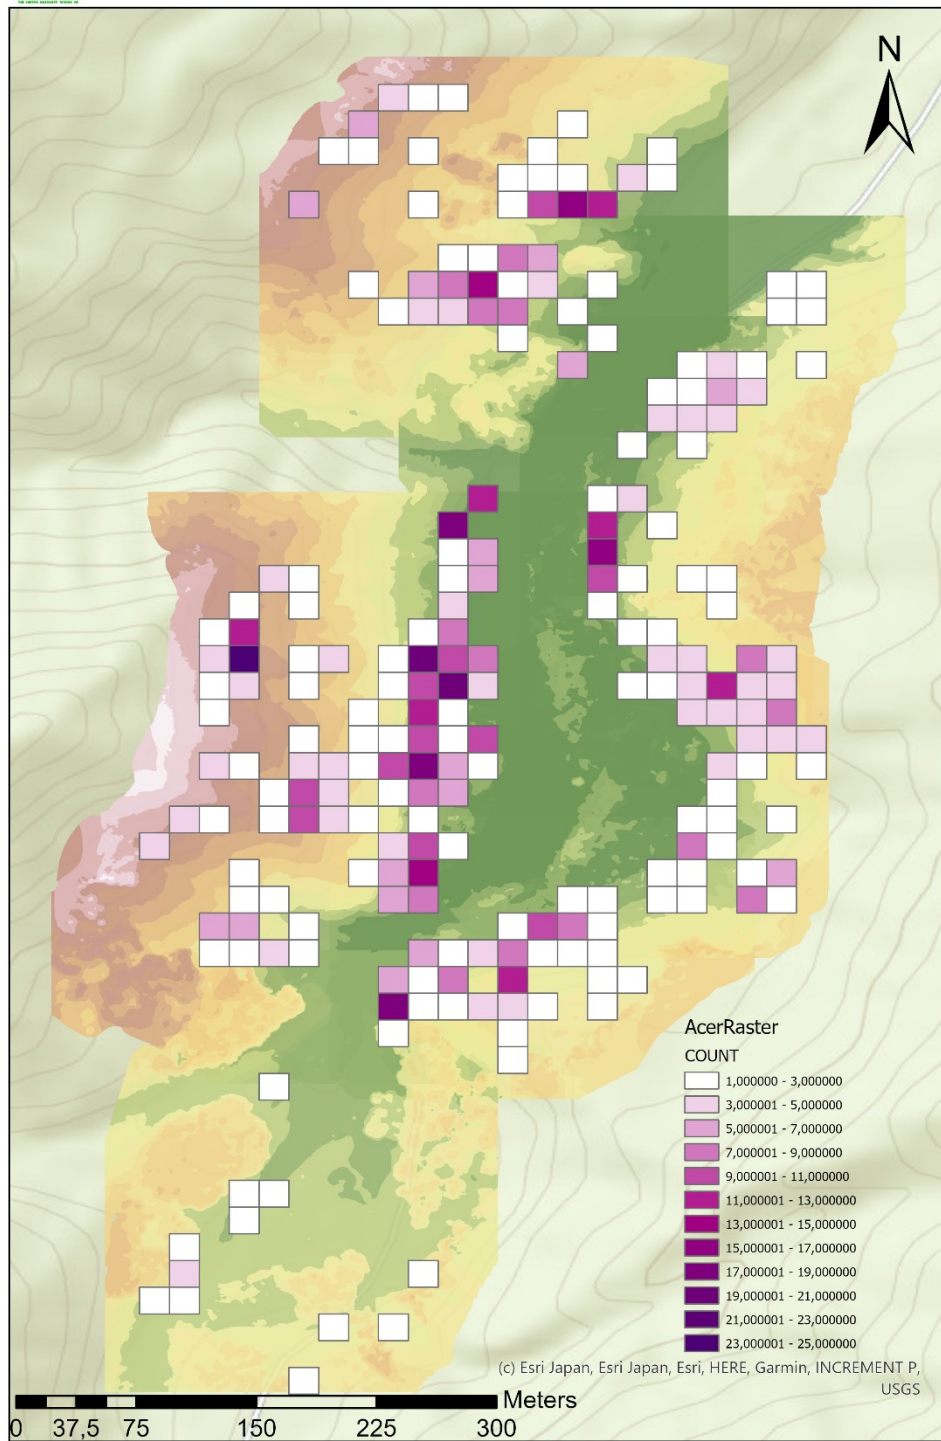 N
AcerRaster
COUNT
1,000000 - 3,000000
3,000001 - 5,000000
5,000001 - 7,000000
7,000001 - 9,000000
9,000001 - 11,000000
11,000001 - 13,000000
13,000001 - 15,000000
15,000001 - 17,000000
17,000001 - 19,000000
19,000001 - 21,000000
21,000001 - 23,000000
23,000001 - 25,000000
(c) Esri Japan, Esri Japan, Esri, HERE, Garmin, INCREMENT P,
USGS
Meters
0 37,5 75 150 225 300